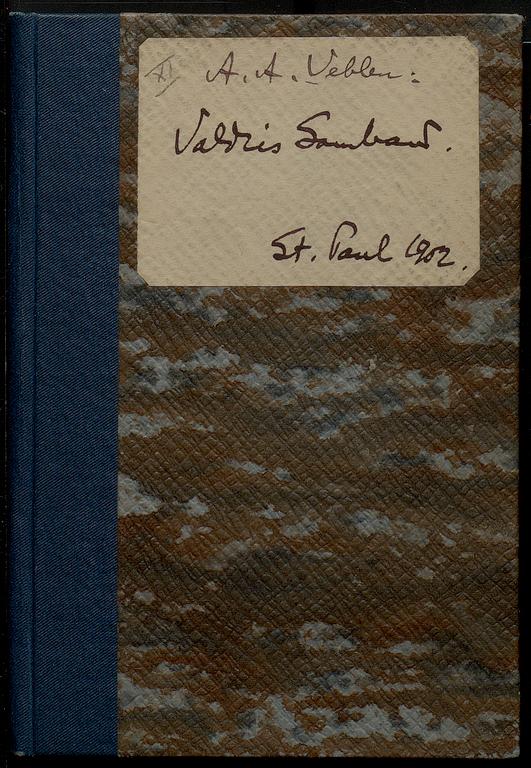 XI
A. A. Veblen:
Valdris Samband.
St. Paul 1902.